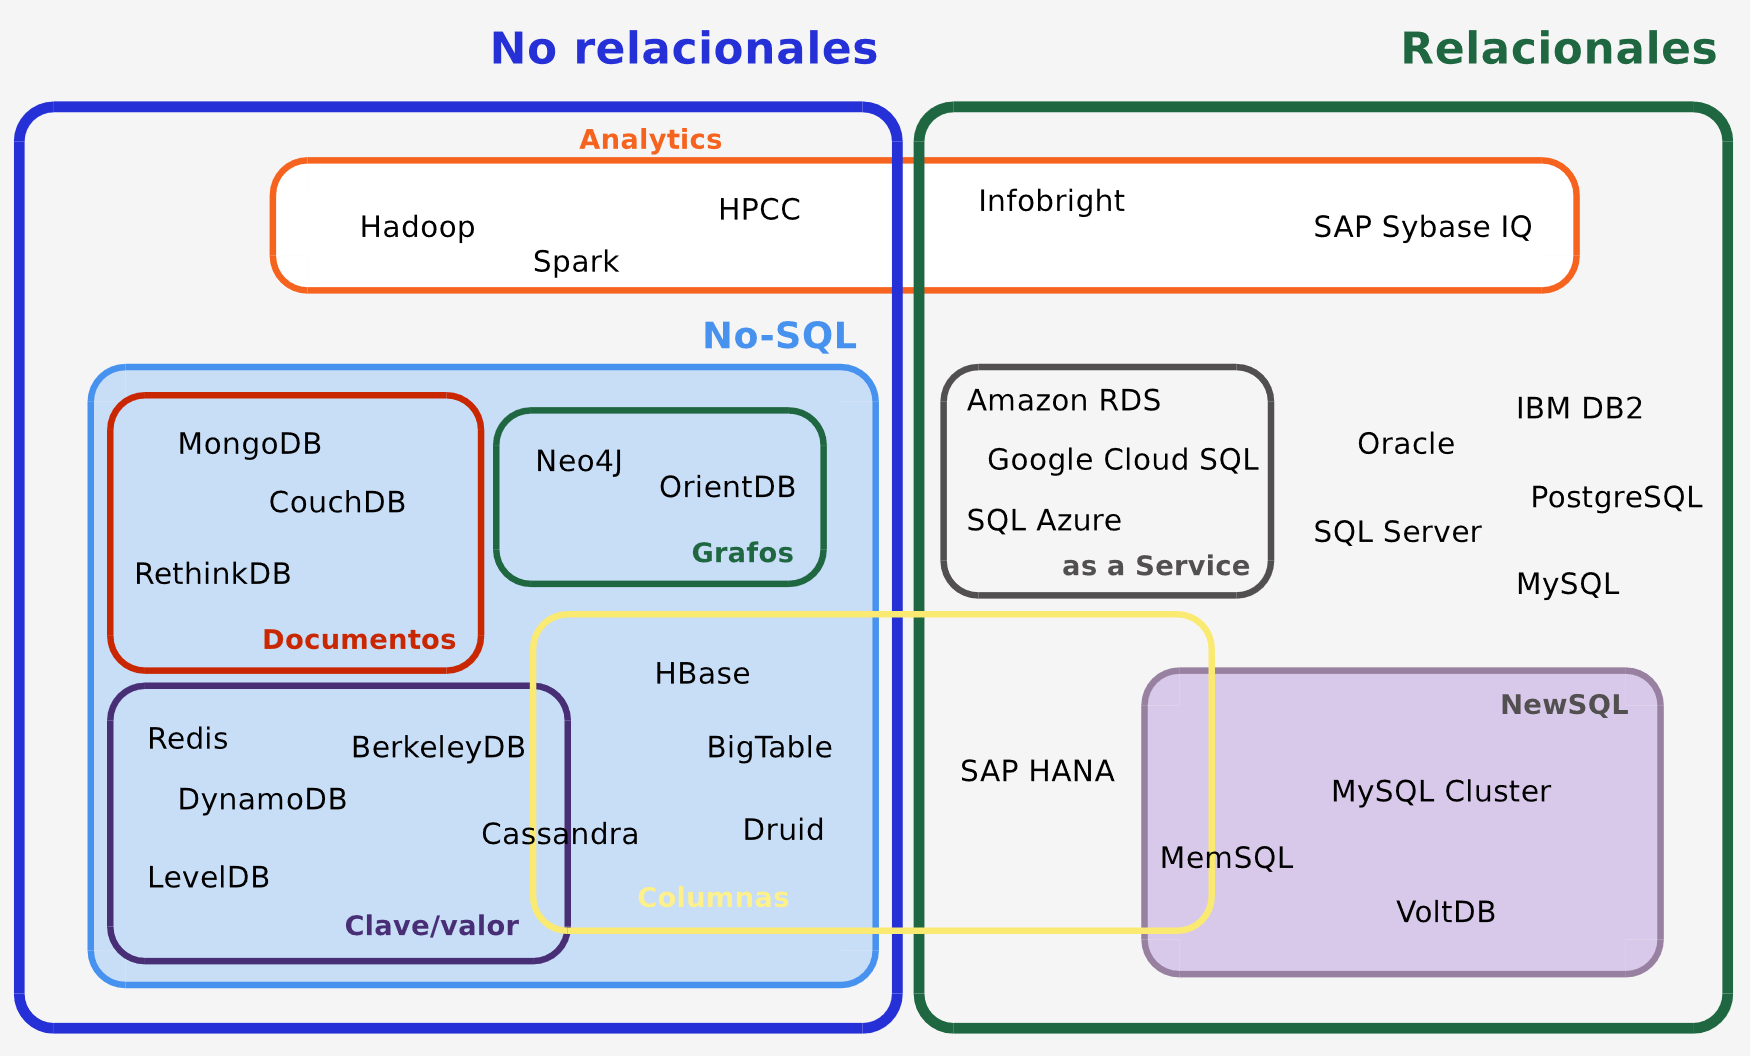 No relacionales
Relacionales
Analytics
Hadoop
HPCC
Spark
Infobright
SAP Sybase IQ
No-SQL
MongoDB
CouchDB
RethinkDB
Documentos
Neo4J
OrientDB
Grafos
Redis
BerkeleyDB
DynamoDB
Cassandra
LevelDB
Clave/valor
HBase
BigTable
Druid
Columnas
Amazon RDS
Google Cloud SQL
SQL Azure
as a Service
IBM DB2
Oracle
PostgreSQL
SQL Server
MySQL
SAP HANA
NewSQL
MySQL Cluster
MemSQL
VoltDB